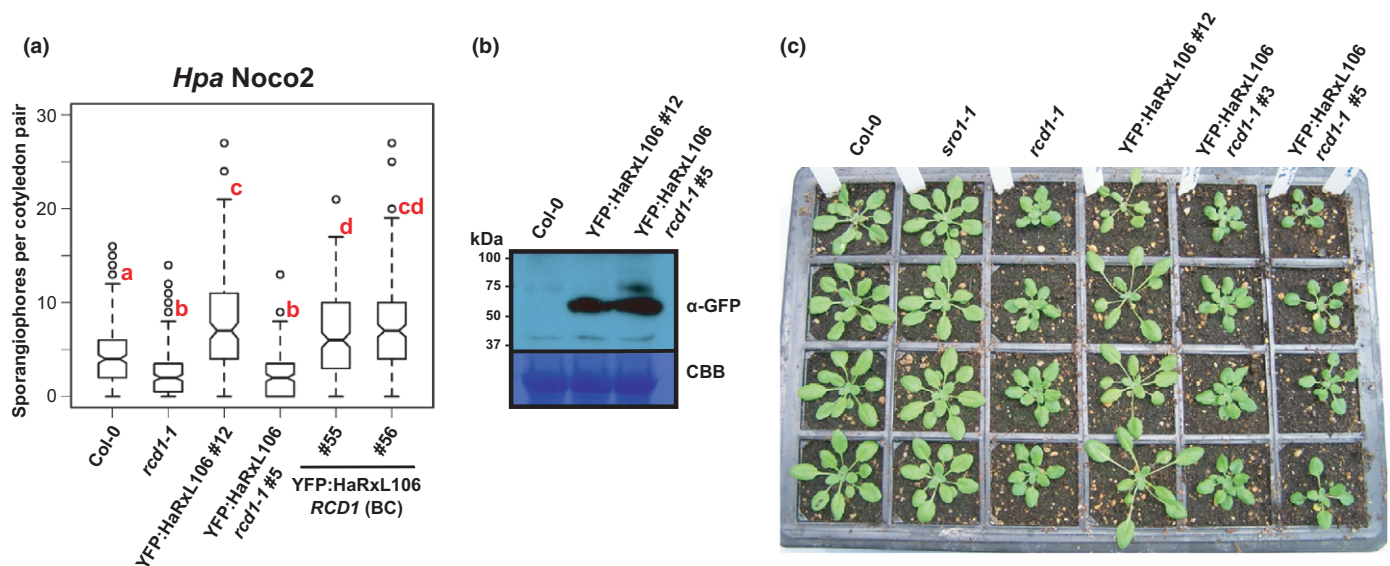 (a)
Hpa Noco2
Sporangiophores per cotyledon pair
30
20
10
0
a
b
c
b
d
cd
Col-0
rcd1-1
YFP:HaRxL106 #12
YFP:HaRxL106
rcd1-1 #5
#55
#56
YFP:HaRxL106
RCD1 (BC)
(b)
Col-0
YFP:HaRxL106 #12
YFP:HaRxL106
rcd1-1 #5
kDa
100
75
50
37
α-GFP
CBB
(c)
Col-0
sro1-1
rcd1-1
YFP:HaRxL106 #12
YFP:HaRxL106
rcd1-1 #3
YFP:HaRxL106
rcd1-1 #5